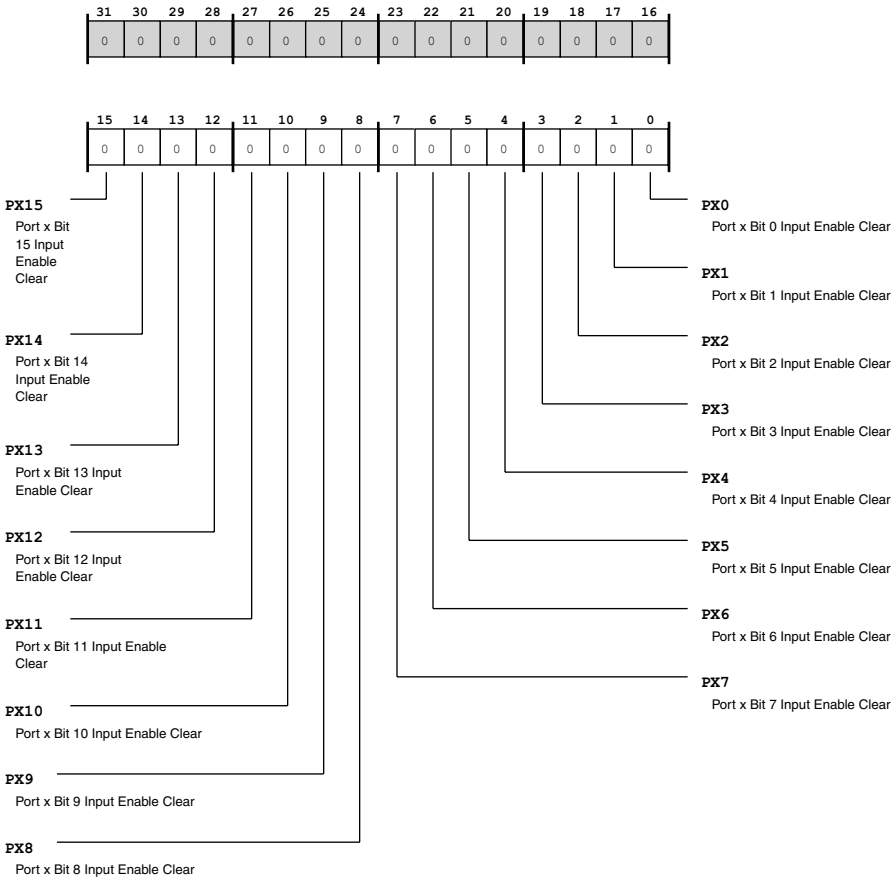 31 30 29 28 27 26 25 24 23 22 21 20 19 18 17 16
0 0 0 0 0 0 0 0 0 0 0 0 0 0 0 0
15 14 13 12 11 10 9 8 7 6 5 4 3 2 1 0
0 0 0 0 0 0 0 0 0 0 0 0 0 0 0 0
PX15
Port x Bit
15 Input
Enable
Clear
PX14
Port x Bit 14
Input Enable
Clear
PX13
Port x Bit 13 Input
Enable Clear
PX12
Port x Bit 12 Input
Enable Clear
PX11
Port x Bit 11 Input Enable
Clear
PX10
Port x Bit 10 Input Enable Clear
PX9
Port x Bit 9 Input Enable Clear
PX8
Port x Bit 8 Input Enable Clear
PX0
Port x Bit 0 Input Enable Clear
PX1
Port x Bit 1 Input Enable Clear
PX2
Port x Bit 2 Input Enable Clear
PX3
Port x Bit 3 Input Enable Clear
PX4
Port x Bit 4 Input Enable Clear
PX5
Port x Bit 5 Input Enable Clear
PX6
Port x Bit 6 Input Enable Clear
PX7
Port x Bit 7 Input Enable Clear